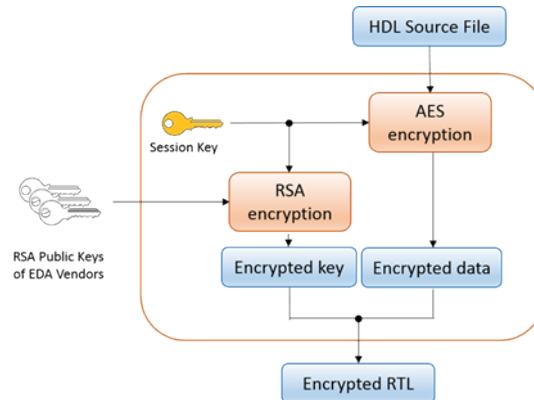 HDL Source File
AES
encryption
Session Key
RSA
encryption
RSA Public Keys
of EDA Vendors
Encrypted key
Encrypted data
Encrypted RTL